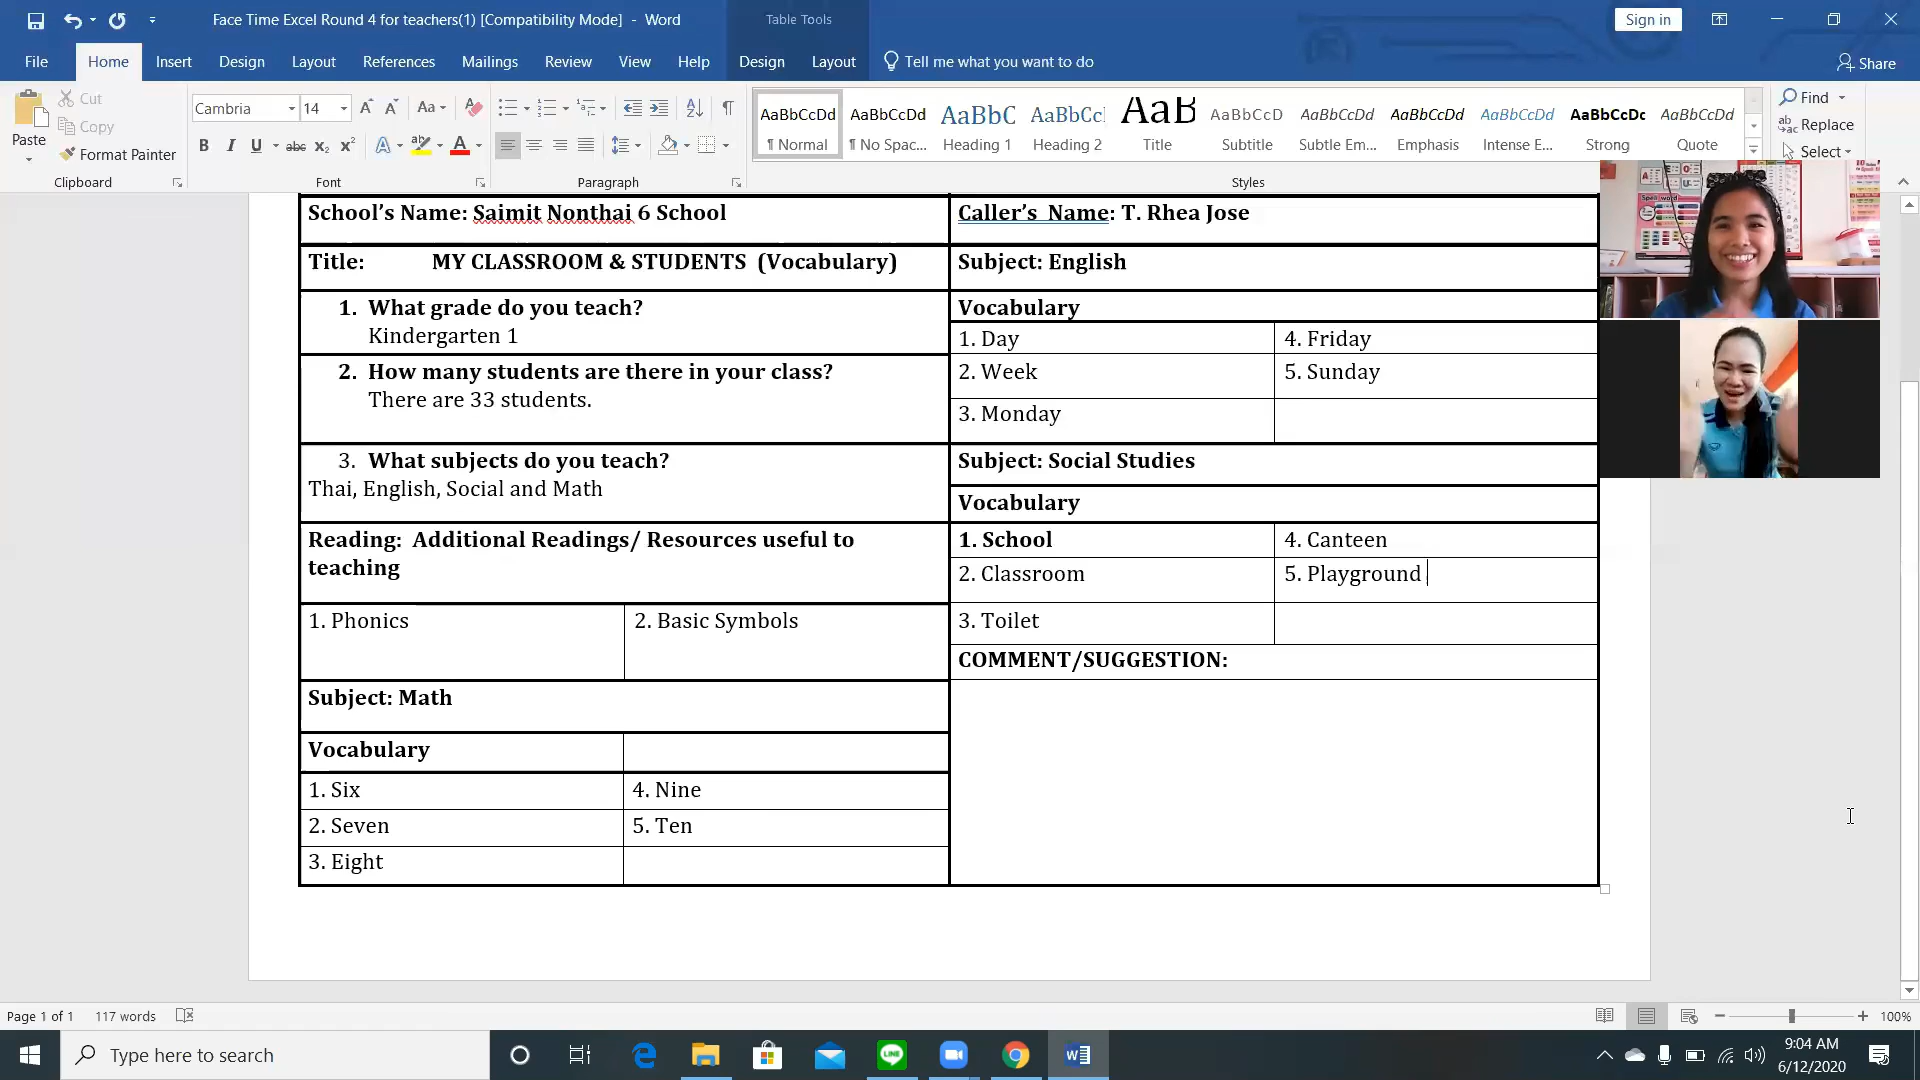 Face Time Excel Round 4 for teachers(1) [Compatibility Mode] - Word
Table Tools
Sign in
File
Home
Insert
Design
Layout
References
Mailings
Review
View
Help
Design
Layout
Tell me what you want to do
Share
Paste
Cut
Copy
Format Painter
Clipboard
Cambria
14
Font
Paragraph
AaBbCcDd
¶ Normal
AaBbCcDd
¶ No Spac...
AaBbC
Heading 1
AaBbCc
Heading 2
AaB
Title
AaBbCcD
Subtitle
AaBbCcDd
Subtle Em...
AaBbCcDd
Emphasis
AaBbCcDd
Intense E...
AaBbCcDc
Strong
AaBbCcDd
Quote
Styles
Find
Replace
Select
School's Name: Saimit Nonthai 6 School
Caller's Name: T. Rhea Jose
Title: MY CLASSROOM & STUDENTS (Vocabulary)
Subject: English
1. What grade do you teach?
Kindergarten 1
Vocabulary
1. Day
4. Friday
2. How many students are there in your class?
There are 33 students.
2. Week
5. Sunday
3. Monday
3. What subjects do you teach?
Thai, English, Social and Math
Subject: Social Studies
Vocabulary
Reading: Additional Readings/ Resources useful to
teaching
1. School
4. Canteen
2. Classroom
5. Playground
1. Phonics
2. Basic Symbols
3. Toilet
COMMENT/SUGGESTION:
Subject: Math
Vocabulary
1. Six
4. Nine
2. Seven
5. Ten
3. Eight
Page 1 of 1
117 words
100%
Type here to search
9:04 AM
6/12/2020